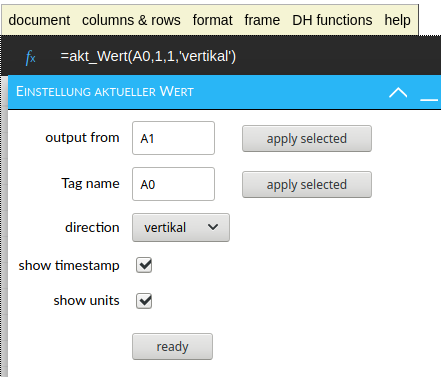 document columns & rows format frame DH functions help
fx =akt_Wert(A0,1,1,'vertikal')
Einstellung aktueller Wert
output from A1 apply selected
Tag name A0 apply selected
direction vertikal
show timestamp
show units
ready